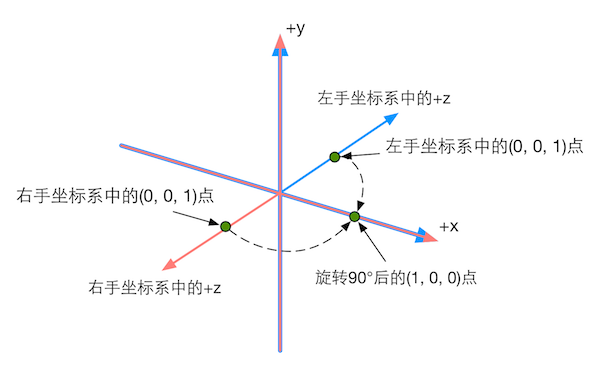 +y
左手坐标系中的+z
左手坐标系中的(0, 0, 1)点
右手坐标系中的(0, 0, 1)点
+x
旋转90°后的(1, 0, 0)点
右手坐标系中的+z